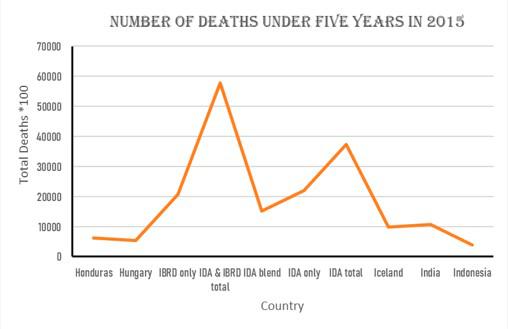 NUMBER OF DEATHS UNDER FIVE YEARS IN 2015
70000
60000
50000
40000
30000
20000
10000
0
Total Deaths *100
Honduras Hungary IBRD only IDA & IBRD total IDA blend IDA only IDA total Iceland India Indonesia
Country